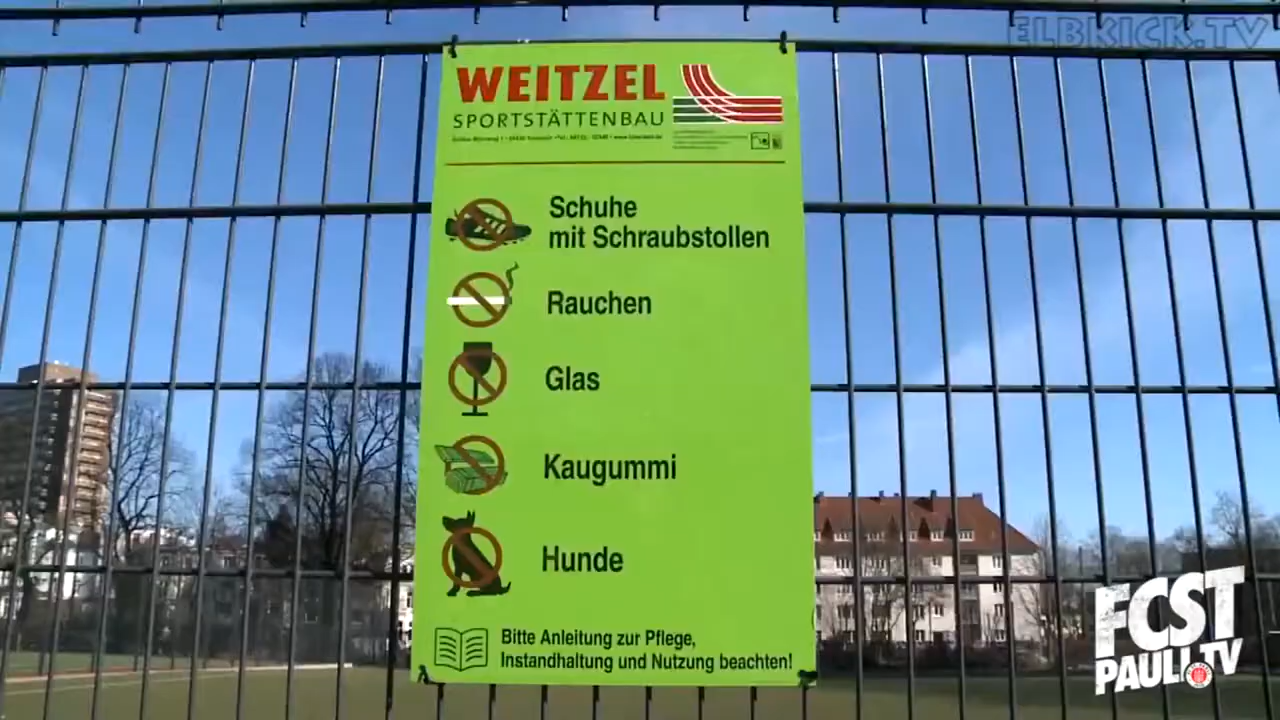 ELBKICK.TV
WEITZEL
SPORTSTÄTTENBAU
Schuhe
mit Schraubstollen
Rauchen
Glas
Kaugummi
Hunde
Bitte Anleitung zur Pflege,
Instandhaltung und Nutzung beachten!
FCST
PAULI.TV